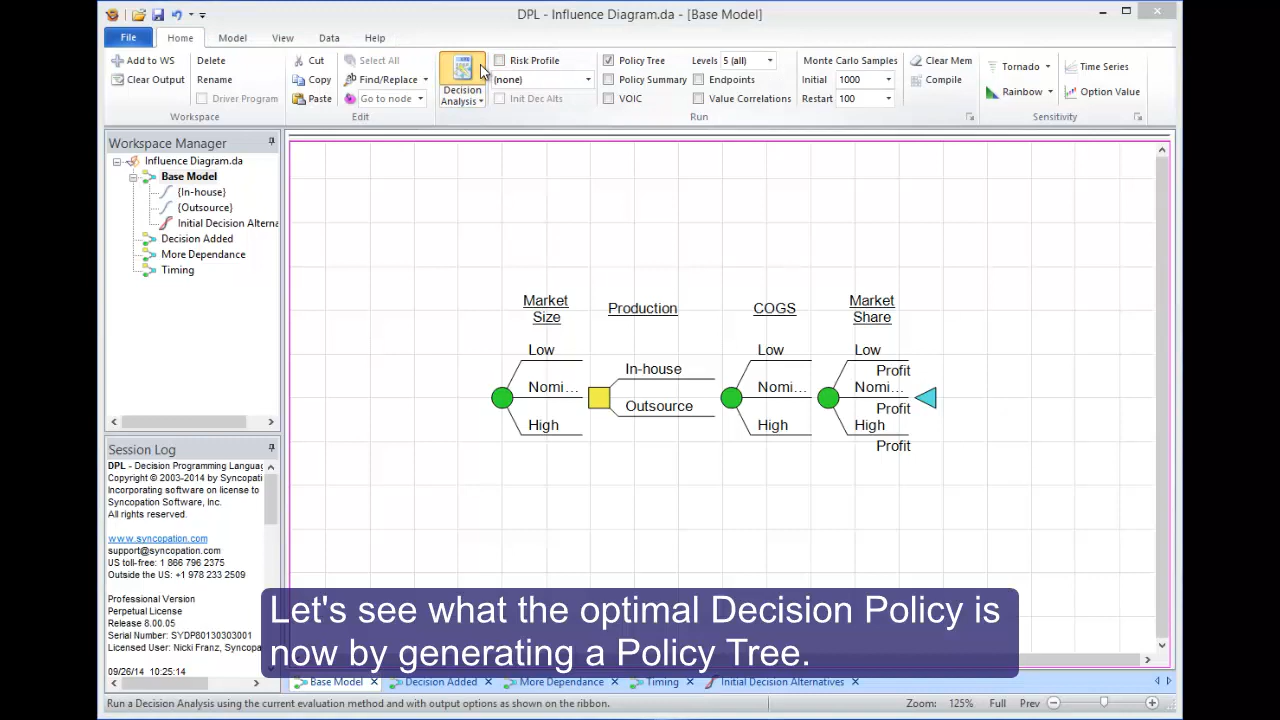 DPL - Influence Diagram.da - [Base Model]
File Home Model View Data Help
Add to WS
Clear Output
Delete
Rename
Driver Program
Workspace
Cut
Copy
Paste
Select All
Find/Replace
Go to node
Edit
Decision
Analysis
Risk Profile
(none)
Init Dec Alts
Policy Tree
Policy Summary
VOIC
Levels 5 (all)
Endpoints
Value Correlations
Monte Carlo Samples
Initial 1000
Restart 100
Clear Mem
Compile
Run
Tornado
Rainbow
Time Series
Option Value
Sensitivity
Workspace Manager
Influence Diagram.da
Base Model
{In-house}
{Outsource}
Initial Decision Alterna
Decision Added
More Dependance
Timing
Session Log
DPL - Decision Programming Languag
Copyright © 2003-2014 by Syncopation
Incorporating software on license to
Syncopation Software, Inc.
All rights reserved.
www.syncopation.com
support@syncopation.com
US toll-free: 1 866 796 2375
Outside the US: +1 978 233 2509
Professional Version
Perpetual License
Release 8.00.05
Serial Number: SYDP80130303001
Licensed User: Nicki Franz, Syncopa
09/26/14 10:25:14
Market
Size
Production
COGS
Market
Share
Low
Nomi...
High
In-house
Outsource
Low
Nomi...
High
Low
Profit
Nomi...
Profit
High
Profit
Let's see what the optimal Decision Policy is
now by generating a Policy Tree.
Base Model Decision Added More Dependance Timing Initial Decision Alternatives
Run a Decision Analysis using the current evaluation method and with output options as shown on the ribbon.
Zoom: 125% Full Prev